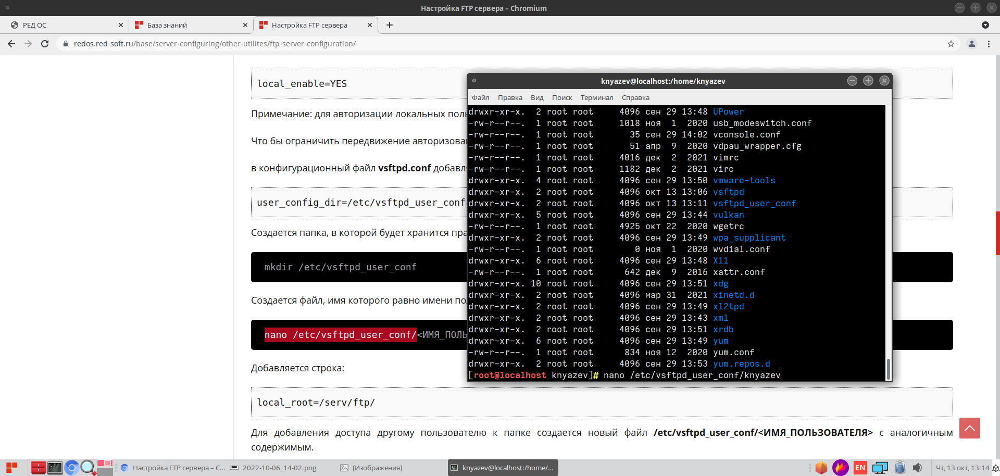 Настройка FTP сервера – Chromium
РЕД ОС
База знаний
Настройка FTP сервера
redos.red-soft.ru/base/server-configuring/other-utilites/ftp-server-configuration/
local_enable=YES
Примечание: для авторизации локальных
Что бы ограничить передвижение
в конфигурационный файл vsftpd.conf
user_config_dir=/etc/vsftpd_user_conf
Создается папка, в которой будет хранится
mkdir /etc/vsftpd_user_conf
Создается файл, имя которого равно имени
nano /etc/vsftpd_user_conf/<ИМЯ_ПОЛЬ
Добавляется строка:
local_root=/serv/ftp/
Для добавления доступа другому пользователю к папке создается новый файл /etc/vsftpd_user_conf/<ИМЯ_ПОЛЬЗОВАТЕЛЯ> с аналогичным
содержимым.
knyazev@localhost:/home/knyazev
Файл Правка Вид Поиск Терминал Справка
drwxr-xr-x.  2 root root     4096 сен 29 13:48 UPower
-rw-r--r--.  1 root root     1018 ноя  1  2020 usb_modeswitch.conf
-rw-r--r--.  1 root root       35 сен 29 14:02 vconsole.conf
-rw-r--r--.  1 root root       51 апр  9  2020 vdpau_wrapper.cfg
-rw-r--r--.  1 root root     4016 дек  2  2021 vimrc
-rw-r--r--.  1 root root     1182 дек  2  2021 virc
drwxr-xr-x.  4 root root     4096 сен 29 13:50 vmware-tools
drwxr-xr-x.  2 root root     4096 окт 13 13:06 vsftpd
drwxr-xr-x.  2 root root     4096 окт 13 13:11 vsftpd_user_conf
drwxr-xr-x.  5 root root     4096 сен 29 13:44 vulkan
-rw-r--r--.  1 root root     4925 окт 22  2020 wgetrc
drwxr-xr-x.  2 root root     4096 сен 29 13:49 wpa_supplicant
-rw-r--r--.  1 root root        0 ноя  1  2020 wvdial.conf
drwxr-xr-x.  6 root root     4096 сен 29 13:48 X11
-rw-r--r--.  1 root root      642 дек  9  2016 xattr.conf
drwxr-xr-x. 10 root root     4096 сен 29 13:51 xdg
drwxr-xr-x.  2 root root     4096 мар 31  2021 xinetd.d
drwxr-xr-x.  2 root root     4096 сен 29 13:49 xl2tpd
drwxr-xr-x.  2 root root     4096 сен 29 13:43 xml
drwxr-xr-x.  2 root root     4096 сен 29 13:51 xrdb
drwxr-xr-x.  6 root root     4096 сен 29 13:49 yum
-rw-r--r--.  1 root root      834 ноя 12  2020 yum.conf
drwxr-xr-x.  2 root root     4096 сен 29 13:53 yum.repos.d
[root@localhost knyazev]# nano /etc/vsftpd_user_conf/knyazev
Настройка FTP сервера – С...
2022-10-06_14-02.png
[Изображения]
knyazev@localhost:/home/...
EN
Чт, 13 окт, 13:14